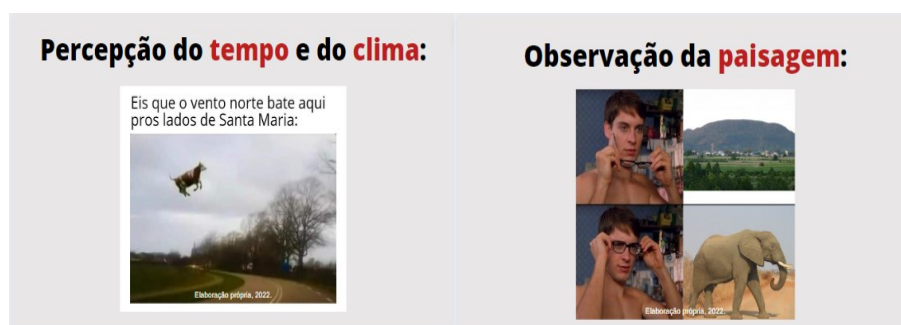 Percepção do tempo e do clima:
Eis que o vento norte bate aqui
pros lados de Santa Maria:
Elaboração própria, 2022.
Observação da paisagem:
Elaboração própria, 2022.